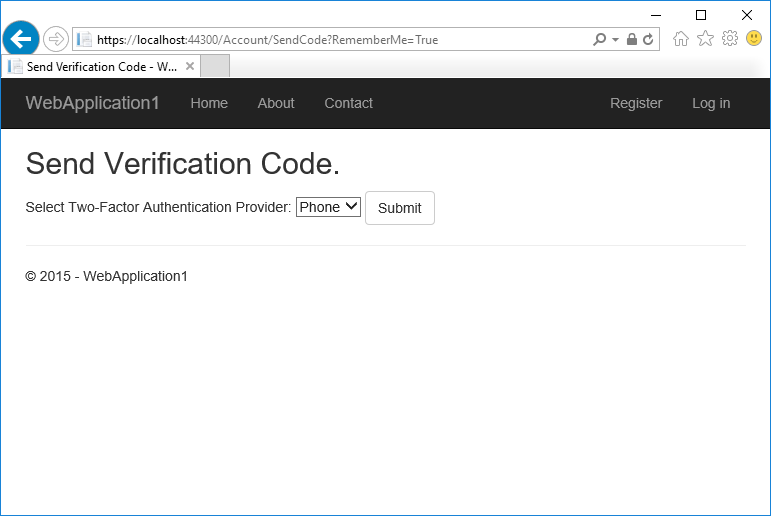 https://localhost:44300/Account/SendCode?RememberMe=True
Send Verification Code - W...
WebApplication1 Home About Contact Register Log in
Send Verification Code.
Select Two-Factor Authentication Provider: Phone Submit
© 2015 - WebApplication1